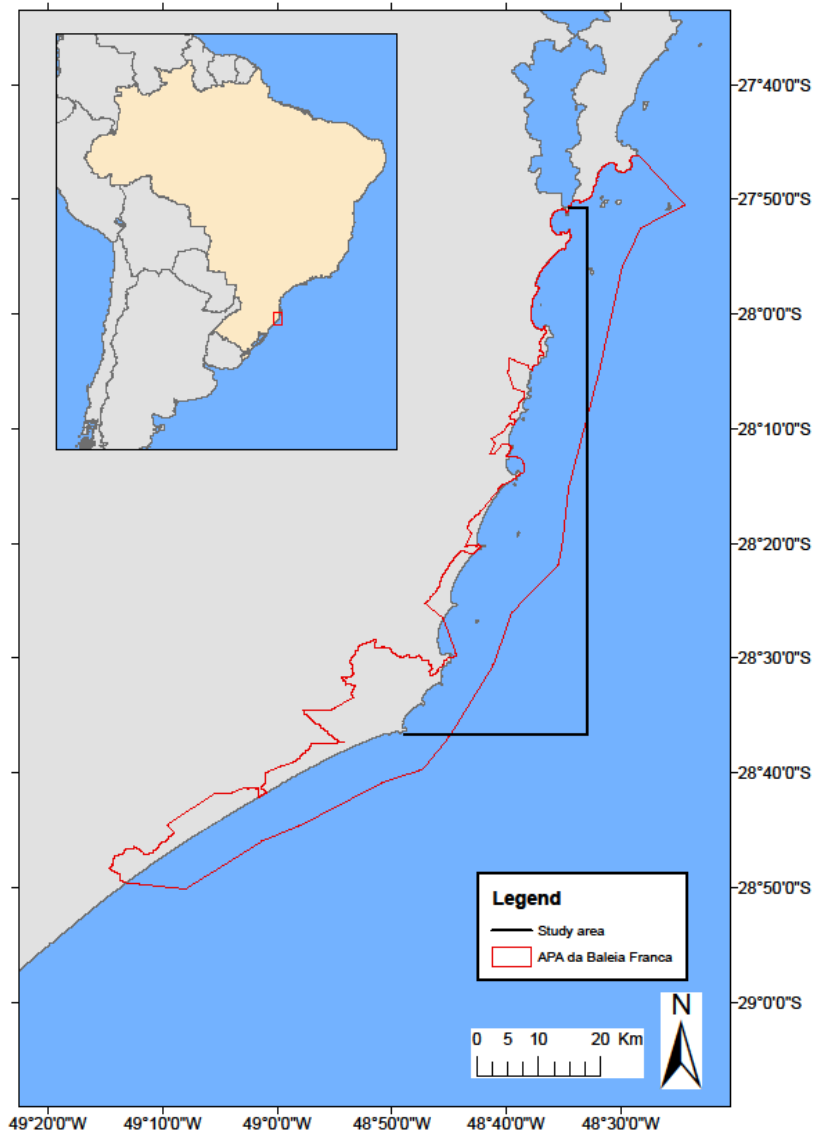 27°40'0"S
27°50'0"S
28°0'0"S
28°10'0"S
28°20'0"S
28°30'0"S
28°40'0"S
28°50'0"S
29°0'0"S
Legend
Study area
APA da Baleia Franca
N
0 5 10 20 Km
49°20'0"W 49°10'0"W 49°0'0"W 48°50'0"W 48°40'0"W 48°30'0"W